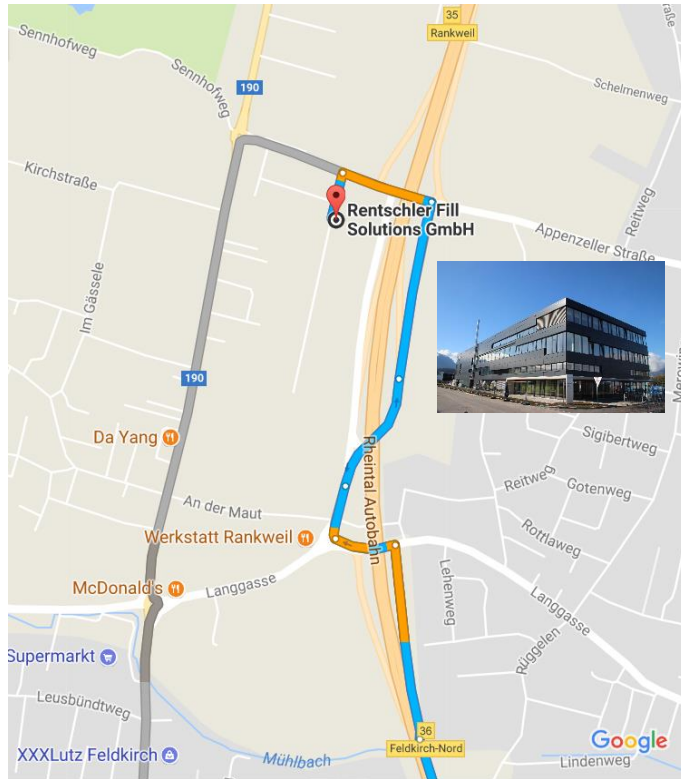 35
Rankweil
Sennhofweg
Sennhofweg
190
Schelmenweg
Kirchstraße
Reitweg
Rentschler Fill
Solutions GmbH
Appenzeller Straße
Im Gässele
190
Da Yang
Sigibertweg
Reitweg
Gotenweg
Rheintal Autobahn
An der Maut
Rottlaweg
Werkstatt Rankweil
McDonald's
Langgasse
Lehenweg
Langgasse
Supermarkt
Rüggelen
Leusbündtweg
36
Feldkirch-Nord
Google
XXXLutz Feldkirch
Mühlbach
Lindenweg